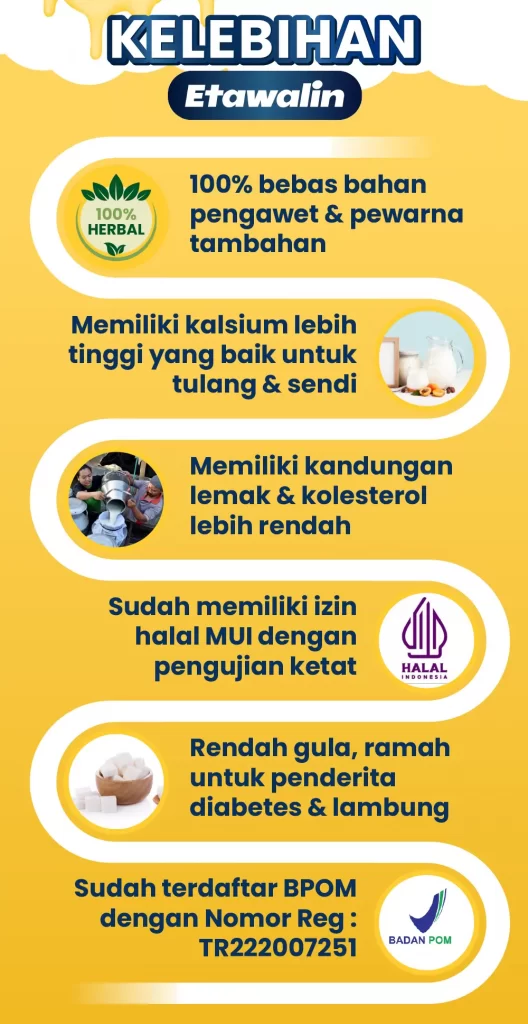 KELEBIHAN
Etawalin
100%
HERBAL
100% bebas bahan
pengawet & pewarna
tambahan
Memiliki kalsium lebih
tinggi yang baik untuk
tulang & sendi
Memiliki kandungan
lemak & kolesterol
lebih rendah
Sudah memiliki izin
halal MUI dengan
pengujian ketat
HALAL
INDONESIA
Rendah gula, ramah
untuk penderita
diabetes & lambung
Sudah terdaftar BPOM
dengan Nomor Reg :
TR222007251
BADAN POM